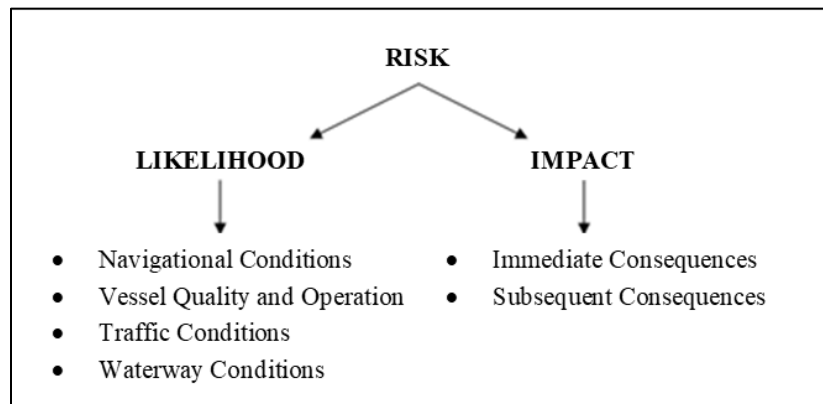 RISK
LIKELIHOOD
IMPACT
• Navigational Conditions
• Vessel Quality and Operation
• Traffic Conditions
• Waterway Conditions
• Immediate Consequences
• Subsequent Consequences